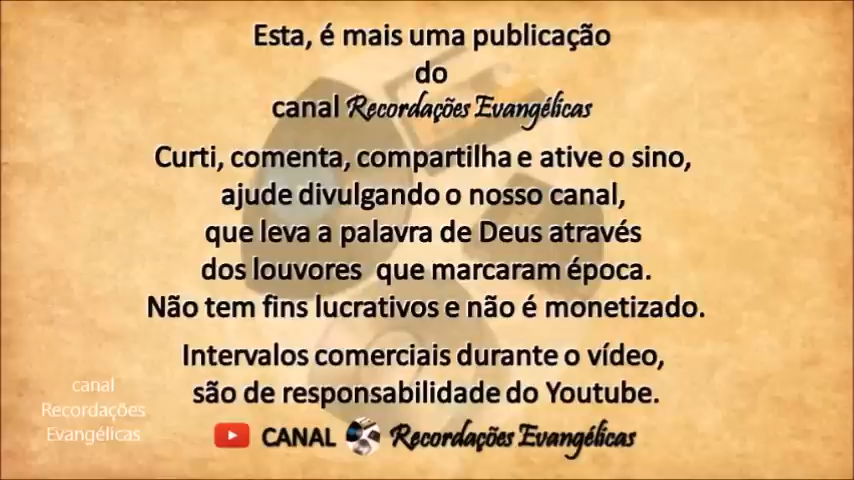 Esta, é mais uma publicação
do
canal Recordações Evangélicas
Curti, comenta, compartilha e ative o sino,
ajude divulgando o nosso canal,
que leva a palavra de Deus através
dos louvores que marcaram época.
Não tem fins lucrativos e não é monetizado.
Intervalos comerciais durante o vídeo,
são de responsabilidade do Youtube.
CANAL Recordações Evangélicas
canal
Recordações
Evangélicas